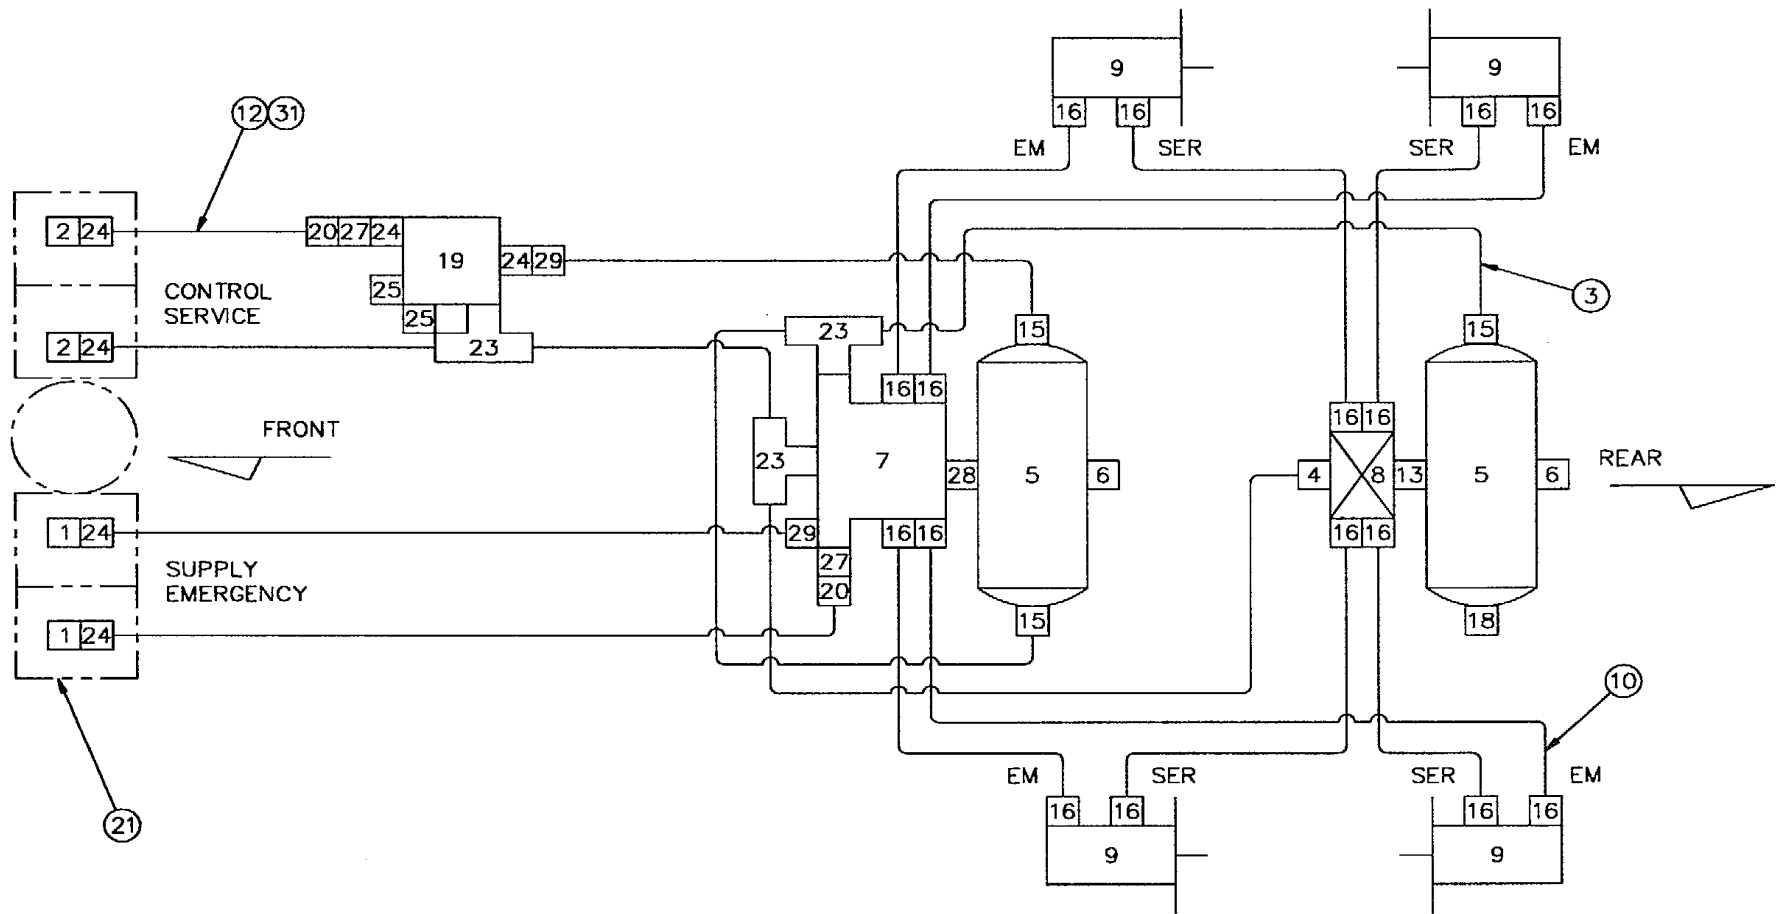 9
9
16 16
16 16
12 31
EM
SER
SER
EM
2 24
20 27 24
19
24 29
25
CONTROL
SERVICE
25
3
23
15
15
2 24
23
16 16
16 16
FRONT
23
7
28
5
6
4
8
13
5
6
REAR
1 24
29
16 16
16 16
27
SUPPLY
EMERGENCY
20
15
18
1 24
10
EM
SER
SER
EM
21
16 16
16 16
9
9